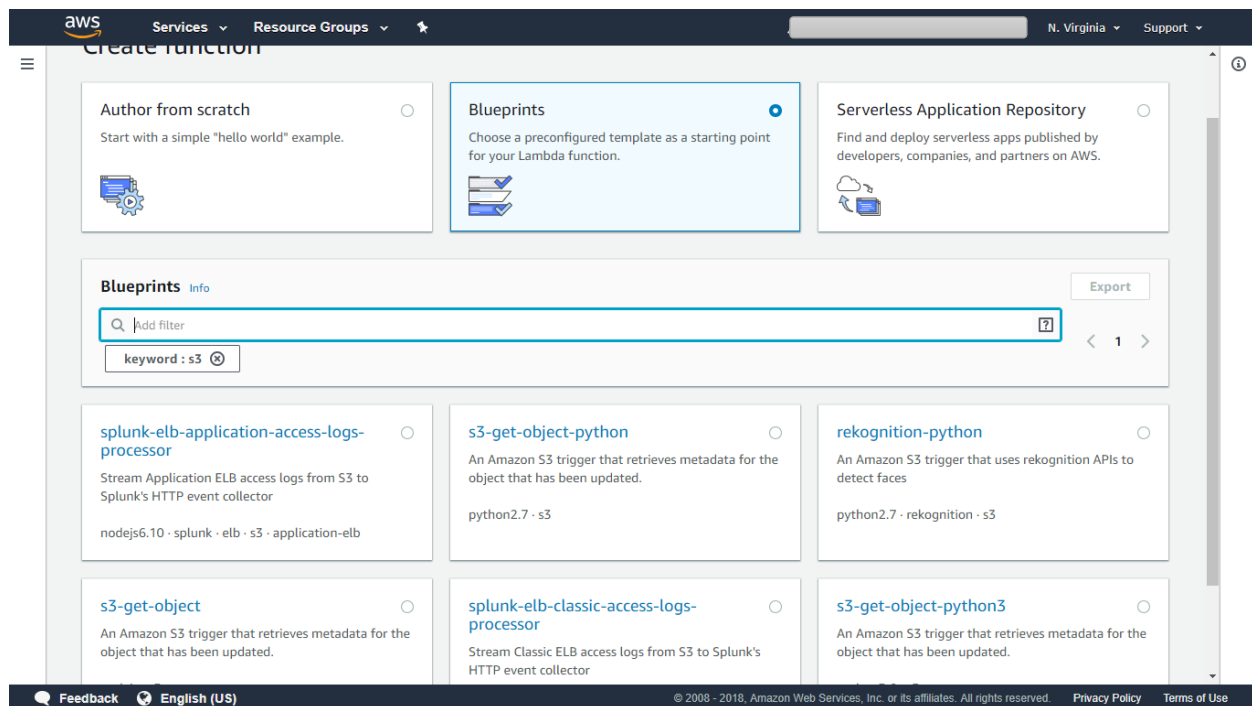 aws
Services
Resource Groups
N. Virginia
Support
Create function
Author from scratch
Start with a simple "hello world" example.
Blueprints
Choose a preconfigured template as a starting point
for your Lambda function.
Serverless Application Repository
Find and deploy serverless apps published by
developers, companies, and partners on AWS.
Blueprints Info
Export
Add filter
?
1
keyword : s3
splunk-elb-application-access-logs-
processor
Stream Application ELB access logs from S3 to
Splunk's HTTP event collector
nodejs6.10 · splunk · elb · s3 · application-elb
s3-get-object-python
An Amazon S3 trigger that retrieves metadata for the
object that has been updated.
python2.7 · s3
rekognition-python
An Amazon S3 trigger that uses rekognition APIs to
detect faces
python2.7 · rekognition · s3
s3-get-object
An Amazon S3 trigger that retrieves metadata for the
object that has been updated.
splunk-elb-classic-access-logs-
processor
Stream Classic ELB access logs from S3 to Splunk's
HTTP event collector
s3-get-object-python3
An Amazon S3 trigger that retrieves metadata for the
object that has been updated.
Feedback
English (US)
© 2008 - 2018, Amazon Web Services, Inc. or its affiliates. All rights reserved.
Privacy Policy
Terms of Use